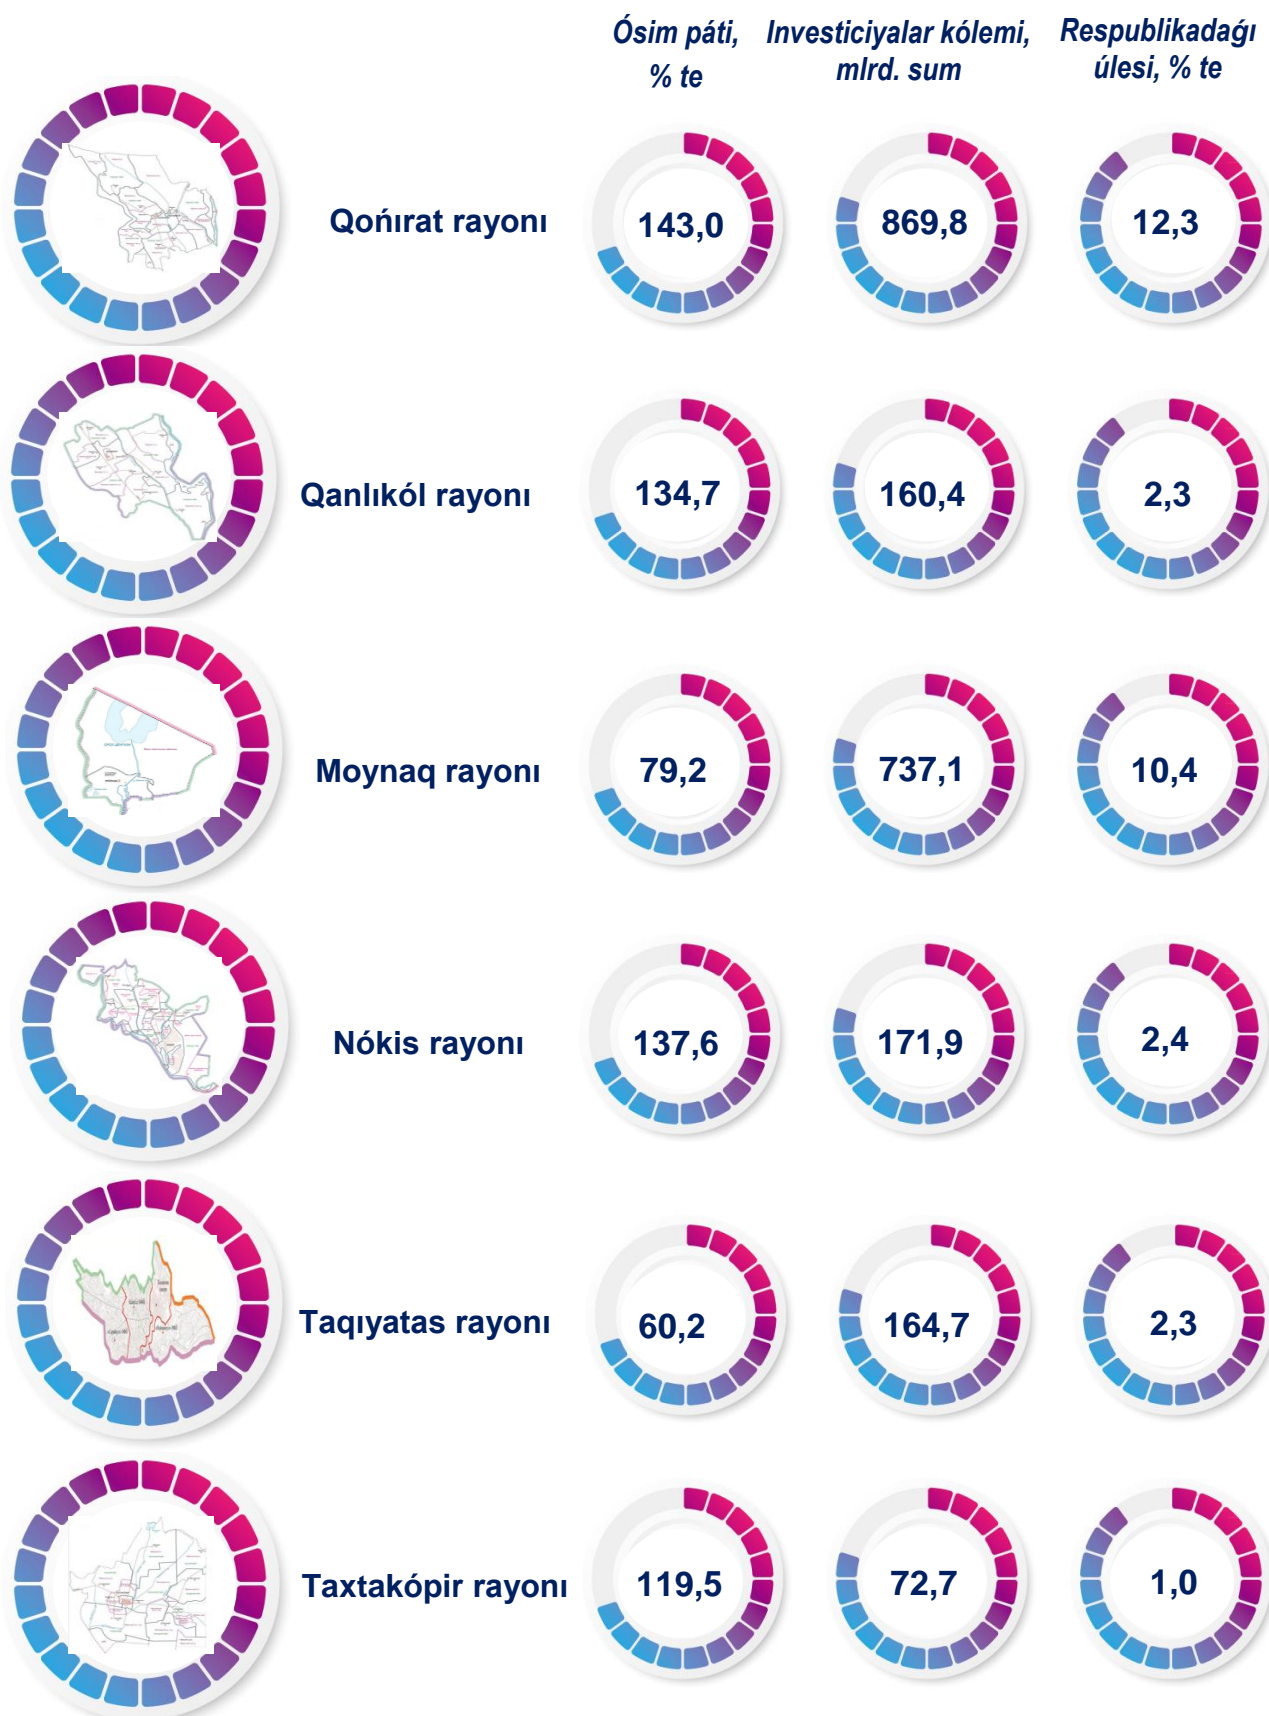 Ósim páti,
% te
Investiciyalar kólemi,
mlrd. sum
Respublikadaǵı
úlesi, % te
Qońırat rayonı
143,0
869,8
12,3
Qanlıkól rayonı
134,7
160,4
2,3
Moynaq rayonı
79,2
737,1
10,4
Nókis rayonı
137,6
171,9
2,4
Taqıyatas rayonı
60,2
164,7
2,3
Taxtakópir rayonı
119,5
72,7
1,0